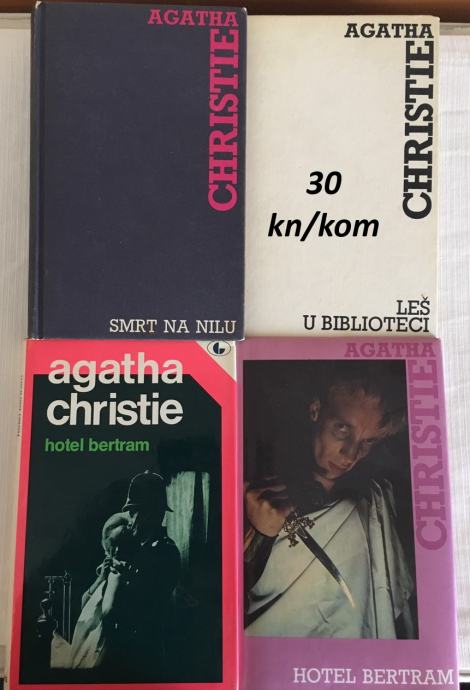 AGATHA
CHRISTIE
SMRT NA NILU
AGATHA
CHRISTIE
30
kn/kom
LEŠ
U BIBLIOTECI
agatha
christie
hotel bertram
AGATHA
CHRISTIE
HOTEL BERTRAM